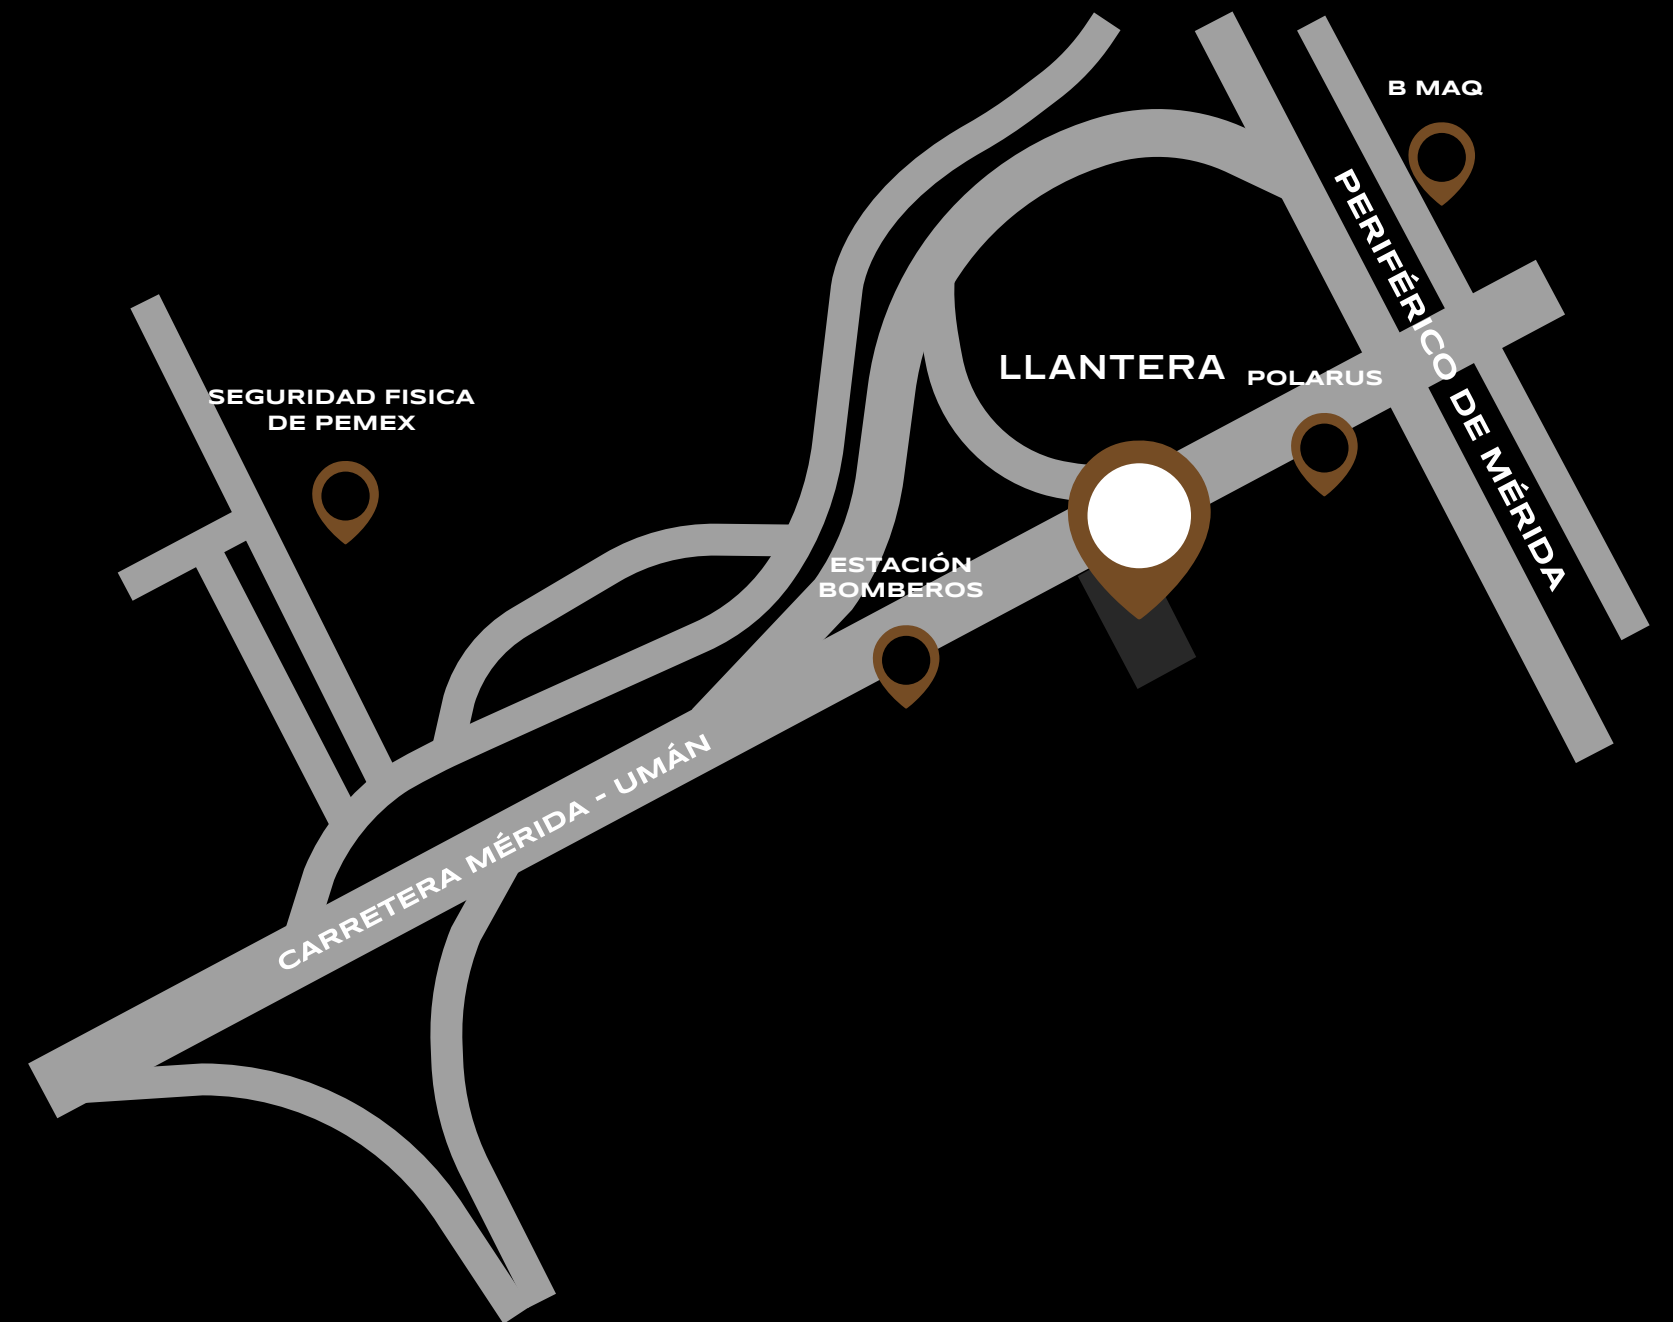 B MAQ
PERIFÉRICO DE MÉRIDA
LLANTERA
POLARUS
SEGURIDAD FISICA
DE PEMEX
ESTACIÓN
BOMBEROS
CARRETERA MÉRIDA - UMÁN